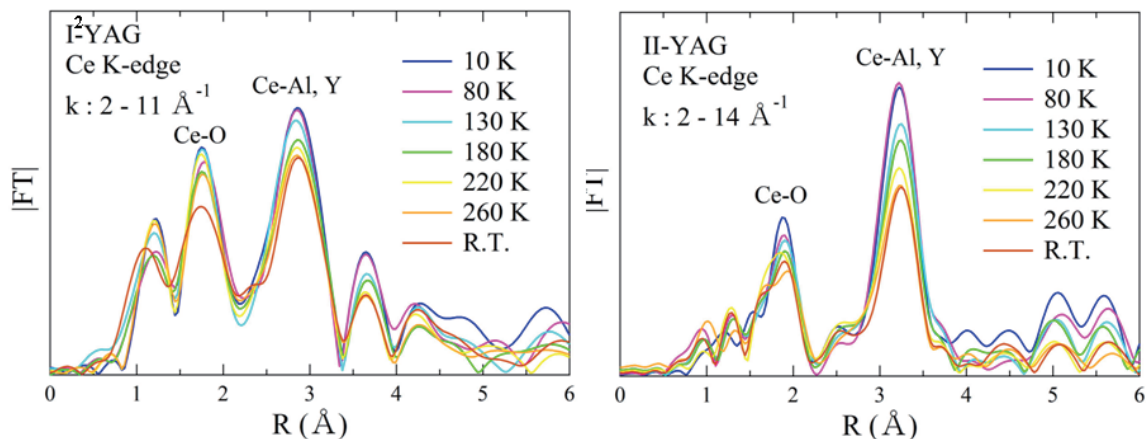 I²-YAG
Ce K-edge
k : 2 - 11 Å⁻¹
Ce-O
Ce-Al, Y
10 K
80 K
130 K
180 K
220 K
260 K
R.T.
|FT|
0 1 2 3 4 5 6
R (Å)
II-YAG
Ce K-edge
k : 2 - 14 Å⁻¹
Ce-O
Ce-Al, Y
10 K
80 K
130 K
180 K
220 K
260 K
R.T.
|FT|
0 1 2 3 4 5 6
R (Å)